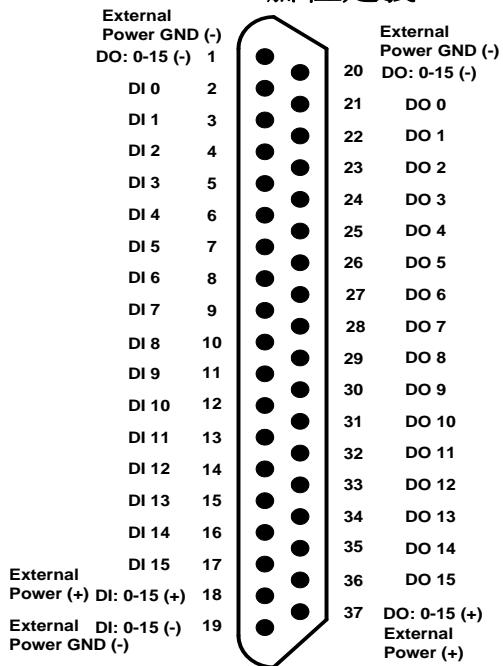 External
Power GND (-)
DO: 0-15 (-) 1
DI 0 2
DI 1 3
DI 2 4
DI 3 5
DI 4 6
DI 5 7
DI 6 8
DI 7 9
DI 8 10
DI 9 11
DI 10 12
DI 11 13
DI 12 14
DI 13 15
DI 14 16
DI 15 17
External
Power (+) DI: 0-15 (+) 18
External DI: 0-15 (-) 19
Power GND (-)
External
Power GND (-)
20 DO: 0-15 (-)
21 DO 0
22 DO 1
23 DO 2
24 DO 3
25 DO 4
26 DO 5
27 DO 6
28 DO 7
29 DO 8
30 DO 9
31 DO 10
32 DO 11
33 DO 12
34 DO 13
35 DO 14
36 DO 15
37 DO: 0-15 (+)
External
Power (+)